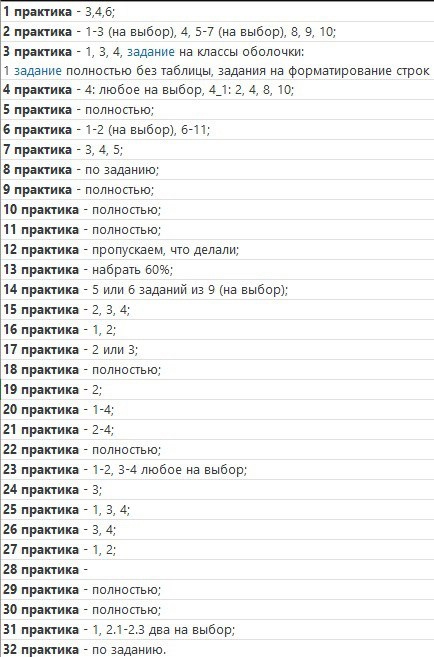 1 практика - 3,4,6;
2 практика - 1-3 (на выбор), 4, 5-7 (на выбор), 8, 9, 10;
3 практика - 1, 3, 4, задание на классы оболочки:
1 задание полностью без таблицы, задания на форматирование строк
4 практика - 4: любое на выбор, 4_1: 2, 4, 8, 10;
5 практика - полностью;
6 практика - 1-2 (на выбор), 6-11;
7 практика - 3, 4, 5;
8 практика - по заданию;
9 практика - полностью;
10 практика - полностью;
11 практика - полностью;
12 практика - пропускаем, что делали;
13 практика - набрать 60%;
14 практика - 5 или 6 заданий из 9 (на выбор);
15 практика - 2, 3, 4;
16 практика - 1, 2;
17 практика - 2 или 3;
18 практика - полностью;
19 практика - 2;
20 практика - 1-4;
21 практика - 2-4;
22 практика - полностью;
23 практика - 1-2, 3-4 любое на выбор;
24 практика - 3;
25 практика - 1, 3, 4;
26 практика - 3, 4;
27 практика - 1, 2;
28 практика -
29 практика - полностью;
30 практика - полностью;
31 практика - 1, 2.1-2.3 два на выбор;
32 практика - по заданию.